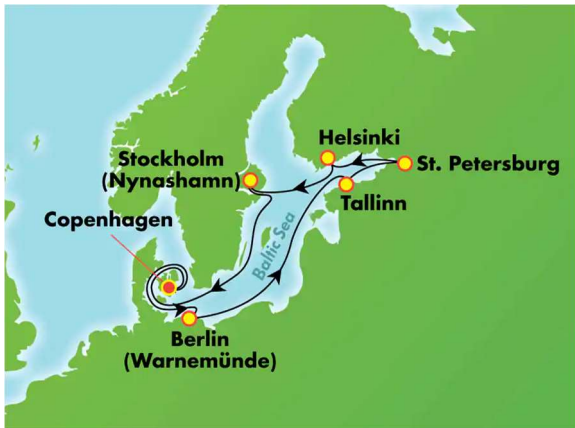 Helsinki
St. Petersburg
Stockholm
(Nynashamn)
Tallinn
Copenhagen
Baltic Sea
Berlin
(Warnemünde)